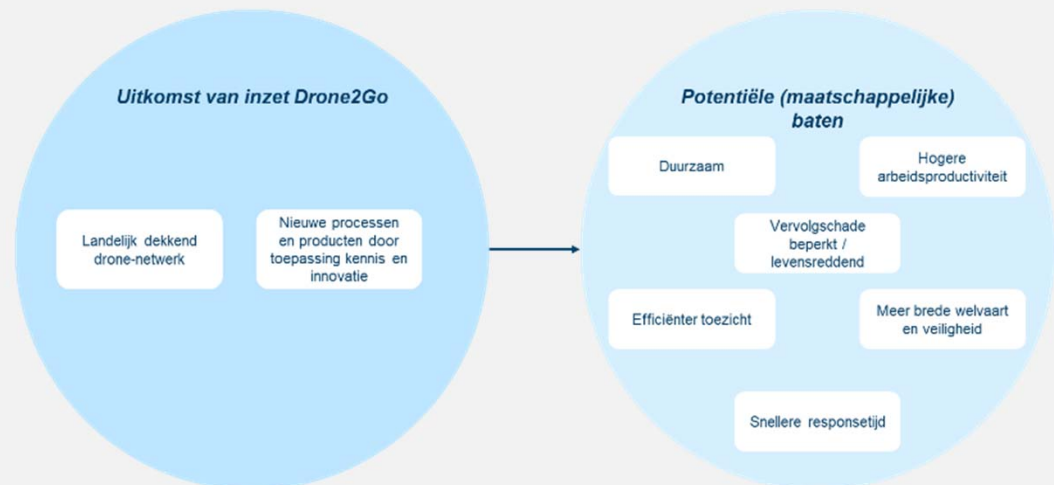 Uitkomst van inzet Drone2Go
Landelijk dekkend
drone-netwerk
Nieuwe processen
en producten door
toepassing kennis en
innovatie
Potentiële (maatschappelijke)
baten
Duurzaam
Hogere
arbeidsproductiviteit
Vervolgschade
beperkt /
levensreddend
Efficiënter toezicht
Meer brede welvaart
en veiligheid
Snellere responsetijd